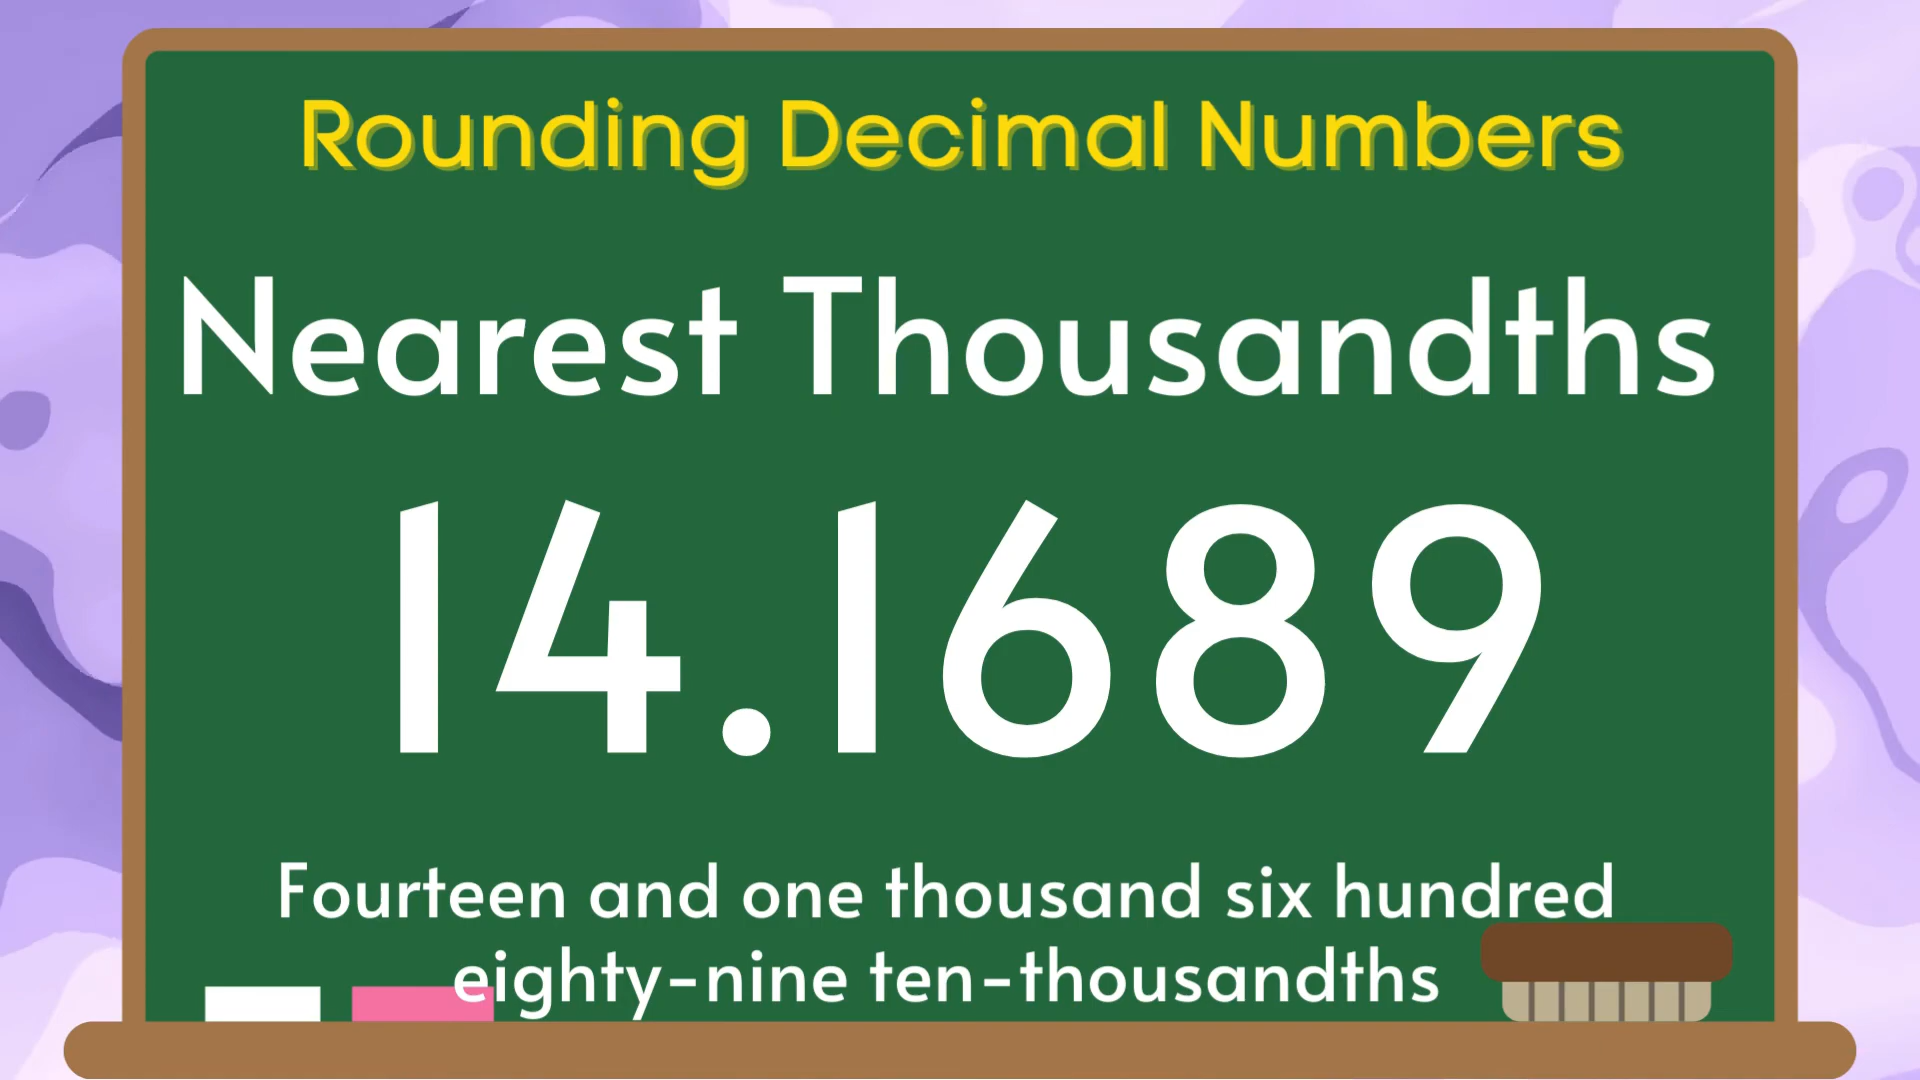 Rounding Decimal Numbers
Nearest Thousandths
14.1689
Fourteen and one thousand six hundred
eighty-nine ten-thousandths